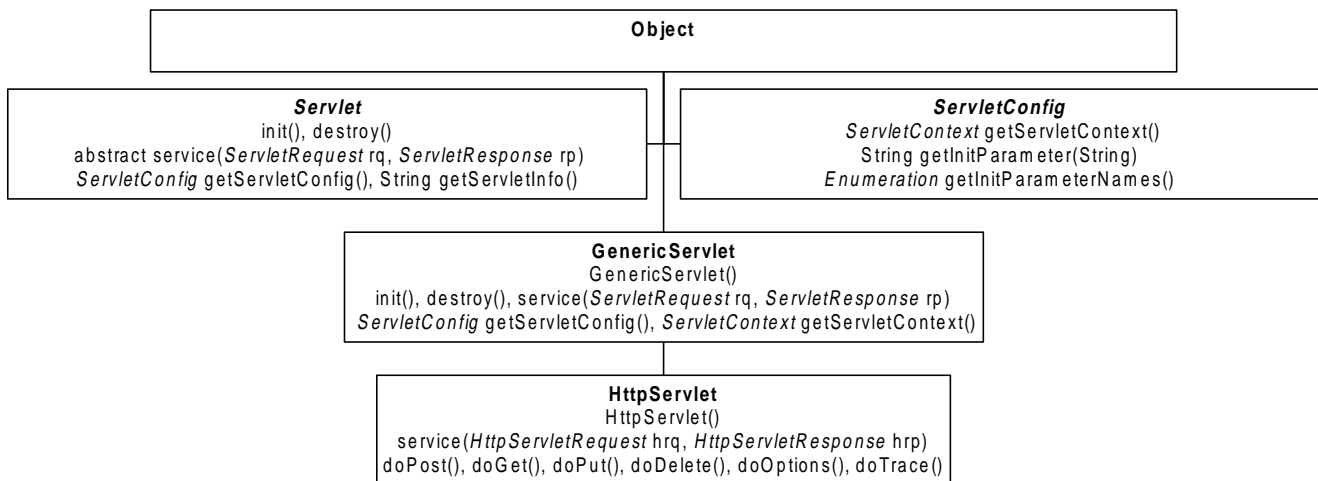 Object
Servlet
init(), destroy()
abstract service(ServletRequest rq, ServletResponse rp)
ServletConfig getServletConfig(), String getServletInfo()
ServletConfig
ServletContext getServletContext()
String getInitParameter(String)
Enumeration getInitParameterNames()
GenericServlet
GenericServlet()
init(), destroy(), service(ServletRequest rq, ServletResponse rp)
ServletConfig getServletConfig(), ServletContext getServletContext()
HttpServlet
HttpServlet()
service(HttpServletRequest hrq, HttpServletResponse hrp)
doPost(), doGet(), doPut(), doDelete(), doOptions(), doTrace()